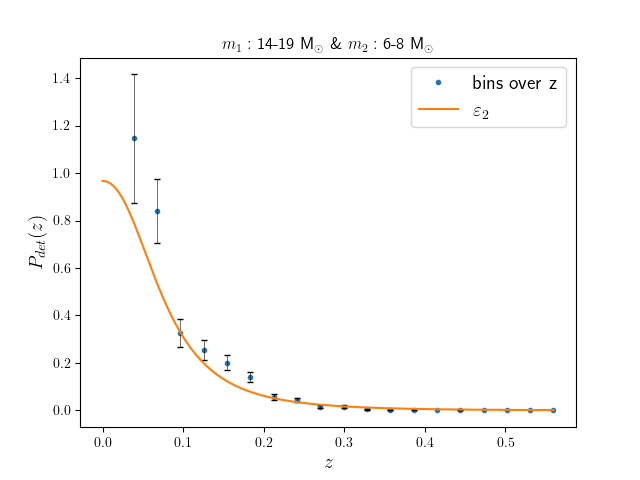 m₁ : 14-19 M⊙ & m₂ : 6-8 M⊙
bins over z
ε₂
P_det(z)
1.4
1.2
1.0
0.8
0.6
0.4
0.2
0.0
0.0 0.1 0.2 0.3 0.4 0.5
z